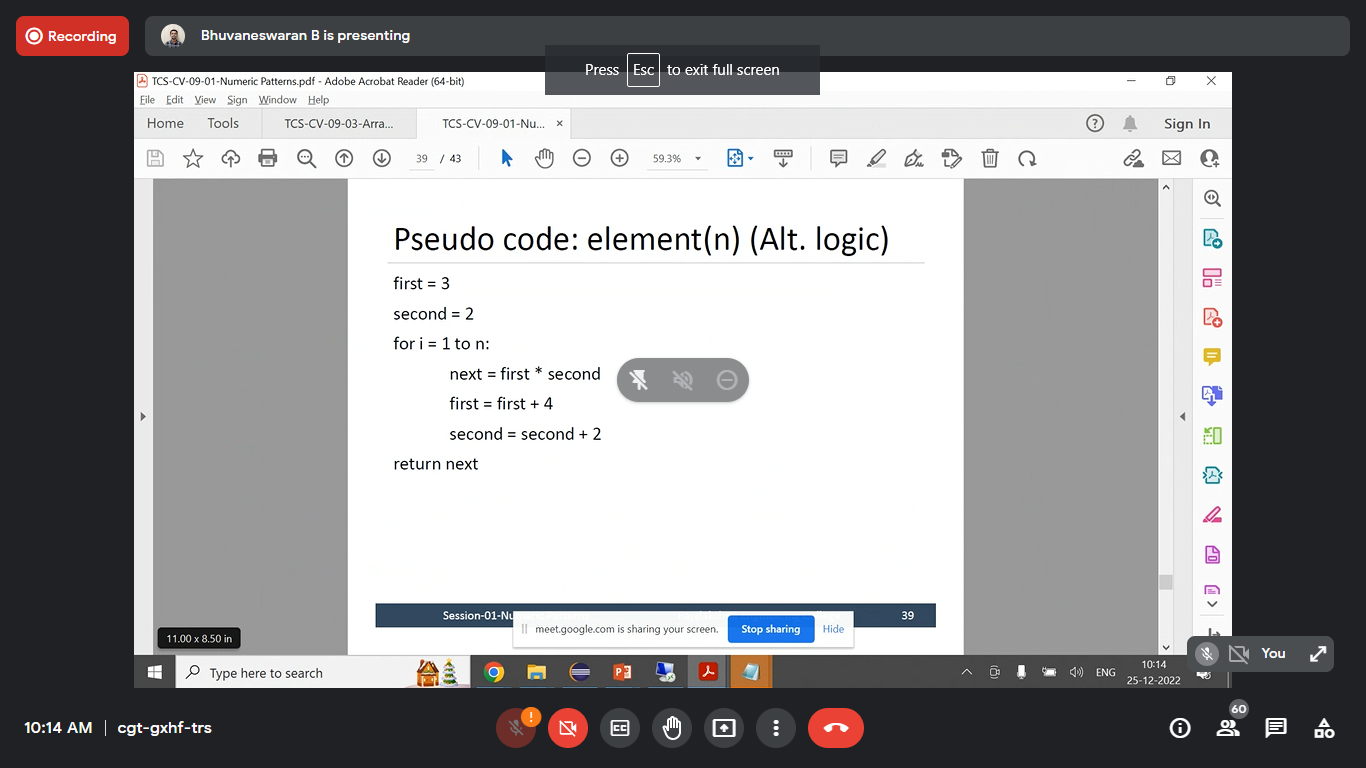 Recording
Bhuvaneswaran B is presenting
Press Esc to exit full screen
TCS-CV-09-01-Numeric Patterns.pdf - Adobe Acrobat Reader (64-bit)
File Edit View Sign Window Help
Home Tools TCS-CV-09-03-Arra... TCS-CV-09-01-Nu... × Sign In
39 / 43 59.3%
Pseudo code: element(n) (Alt. logic)
first = 3
second = 2
for i = 1 to n:
next = first * second
first = first + 4
second = second + 2
return next
Session-01-Nu 39
meet.google.com is sharing your screen. Stop sharing Hide
11.00 x 8.50 in
You
Type here to search
ENG
10:14
25-12-2022
60
10:14 AM | cgt-gxhf-trs